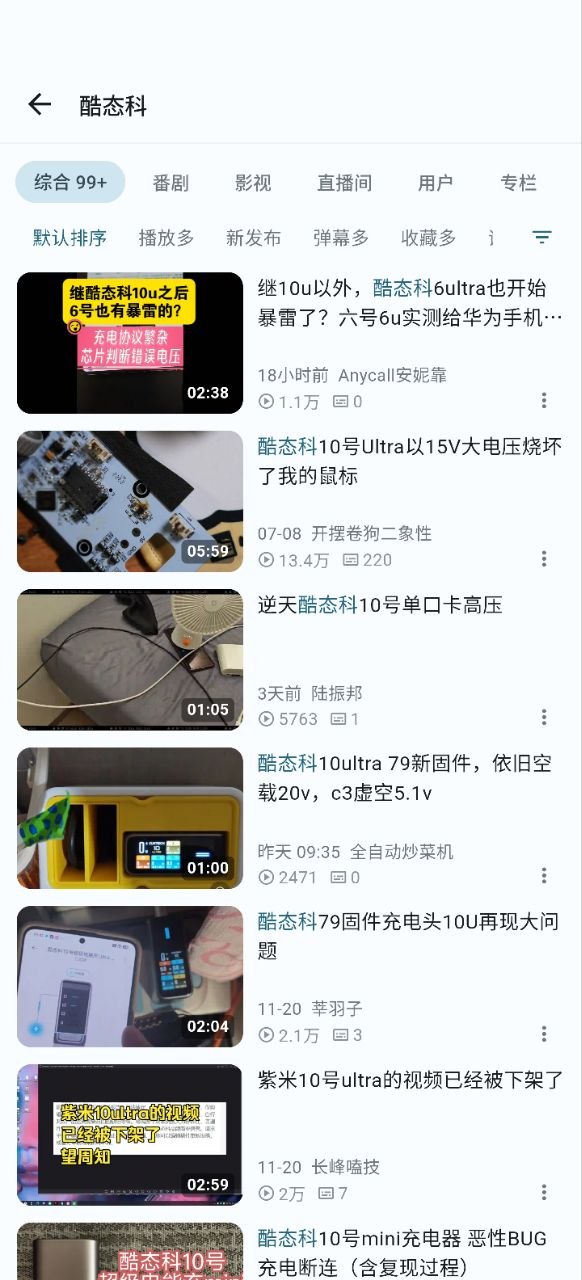 酷态科
综合 99+
番剧
影视
直播间
用户
专栏
默认排序
播放多
新发布
弹幕多
收藏多
继酷态科10u之后
6号也有暴雷的?
充电协议繁杂
芯片判断错误电压
02:38
继10u以外，酷态科6ultra也开始
暴雷了？六号6u实测给华为手机…
18小时前 Anycall安妮靠
1.1万 0
05:59
酷态科10号Ultra以15V大电压烧坏
了我的鼠标
07-08 开摆卷狗二象性
13.4万 220
01:05
逆天酷态科10号单口卡高压
3天前 陆振邦
5763 1
01:00
酷态科10ultra 79新固件，依旧空
载20v，c3虚空5.1v
昨天 09:35 全自动炒菜机
2471 0
02:04
酷态科79固件充电头10U再现大问
题
11-20 莘羽子
2.1万 3
紫米10ultra的视频
已经被下架了
望周知
02:59
紫米10号ultra的视频已经被下架了
11-20 长峰嗑技
2万 7
酷态科10号
酷态科10号mini充电器 恶性BUG
充电断连（含复现过程）